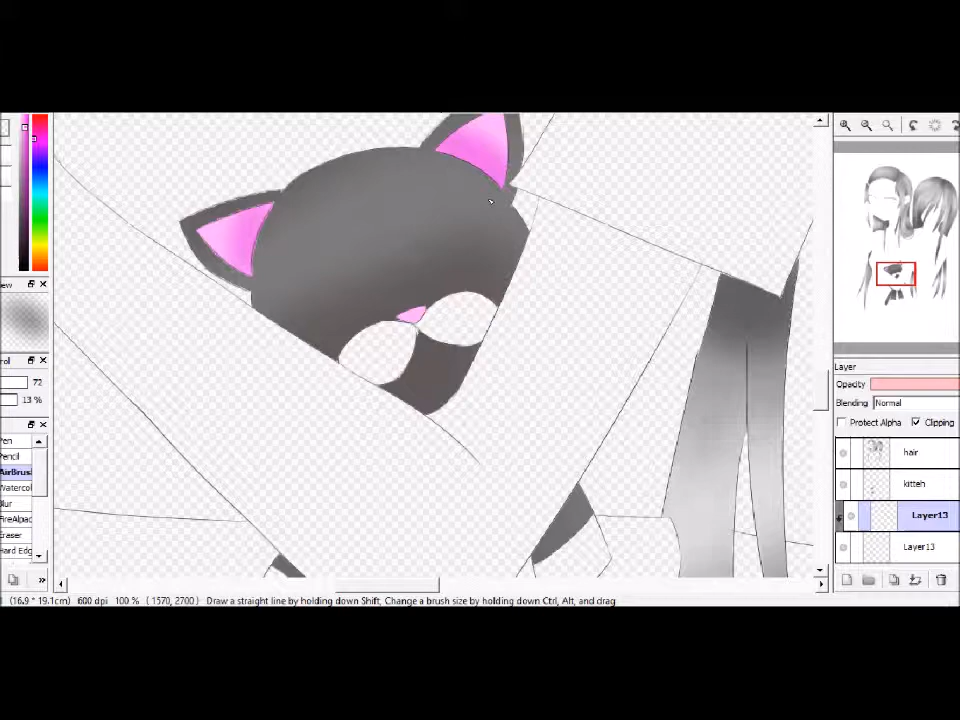 72
13 %
Pencil
AirBrus
Watercol
Blur
FireAlpac
Eraser
Hard Edg
Layer
Opacity
Blending Normal
Protect Alpha Clipping
hair
kitteh
Layer13
Layer13
(16.9 * 19.1cm) 600 dpi 100 % ( 1570, 2700) Draw a straight line by holding down Shift, Change a brush size by holding down Ctrl, Alt, and drag